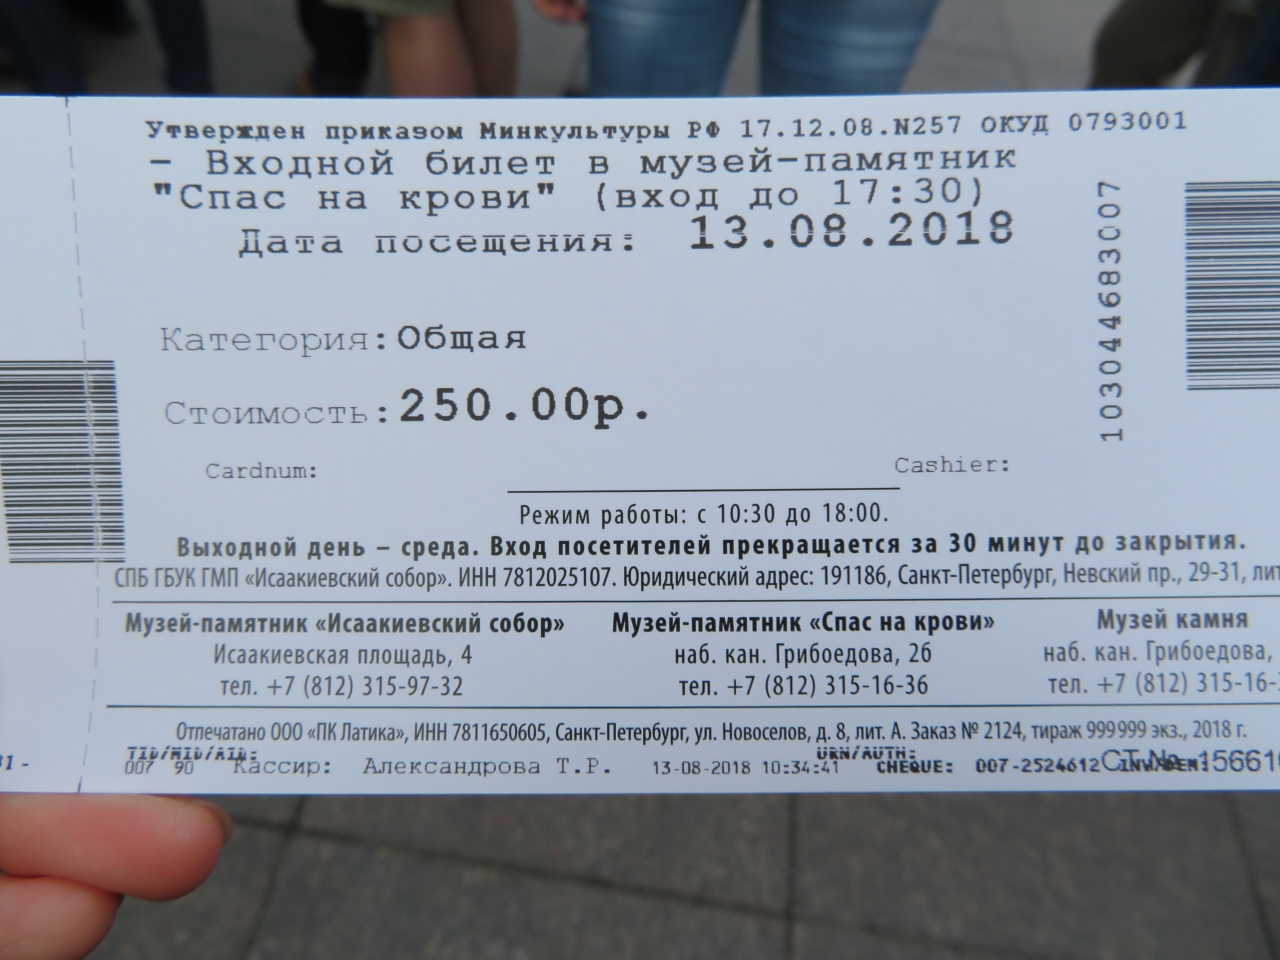 Утвержден приказом Минкультуры РФ 17.12.08.N257 ОКУД 0793001
- Входной билет в музей-памятник
"Спас на крови" (вход до 17:30)
Дата посещения: 13.08.2018
10304468З007
Категория: Общая
Стоимость: 250.00р.
Cardnum:
Cashier:
Режим работы: с 10:30 до 18:00.
Выходной день – среда. Вход посетителей прекращается за 30 минут до закрытия.
СПБ ГБУК ГМП «Исаакиевский собор». ИНН 7812025107. Юридический адрес: 191186, Санкт-Петербург, Невский пр., 29-31, лит
Музей-памятник «Исаакиевский собор»
Исаакиевская площадь, 4
тел. +7 (812) 315-97-32
Музей-памятник «Спас на крови»
наб. кан. Грибоедова, 2б
тел. +7 (812) 315-16-36
Музей камня
наб. кан. Грибоедова,
тел. +7 (812) 315-16-
Отпечатано ООО «ПК Латика», ИНН 7811650605, Санкт-Петербург, ул. Новоселов, д. 8, лит. А. Заказ № 2124, тираж 999999 экз., 2018 г.
TID/MID/AID:
URN/AUTH:
007 90 Кассир: Александрова Т.Р. 13-08-2018 10:34:41 CHEQUE: 007-2524612 СТ №